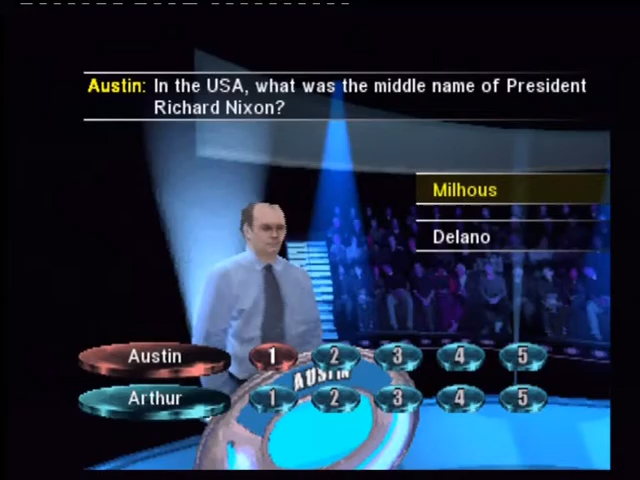 Austin: In the USA, what was the middle name of President
Richard Nixon?
Milhous
Delano
Austin 1 2 3 4 5
AUSTIN
Arthur 1 2 3 4 5